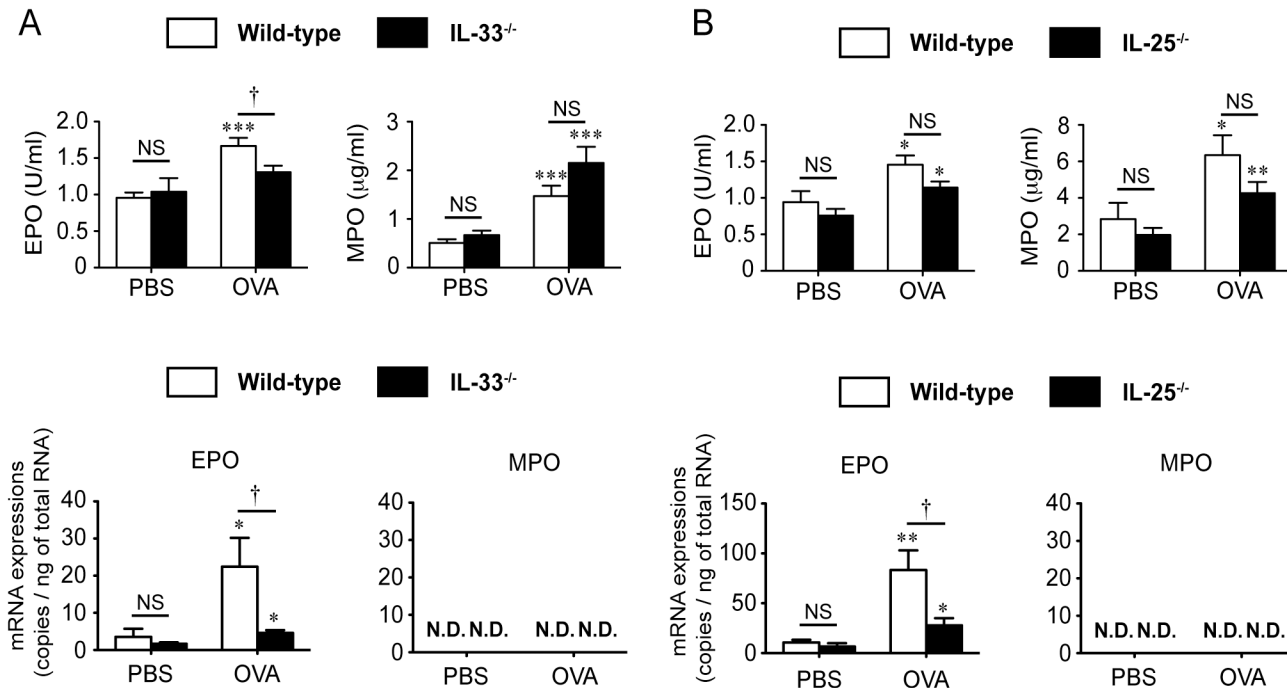 A
Wild-type IL-33-/-
EPO (U/ml)
2.0
1.5
1.0
0.5
0
NS
***
†
PBS OVA
MPO (μg/ml)
3
2
1
0
NS
***
NS
***
PBS OVA
B
Wild-type IL-25-/-
EPO (U/ml)
2.0
1.5
1.0
0.5
0
NS
*
NS
*
PBS OVA
MPO (μg/ml)
8
6
4
2
0
NS
*
NS
**
PBS OVA
Wild-type IL-33-/-
EPO
mRNA expressions
(copies / ng of total RNA)
40
30
20
10
0
NS
*
†
*
PBS OVA
MPO
40
30
20
10
0
N.D. N.D. N.D. N.D.
PBS OVA
Wild-type IL-25-/-
EPO
mRNA expressions
(copies / ng of total RNA)
150
100
50
0
NS
**
†
*
PBS OVA
MPO
40
30
20
10
0
N.D. N.D. N.D. N.D.
PBS OVA